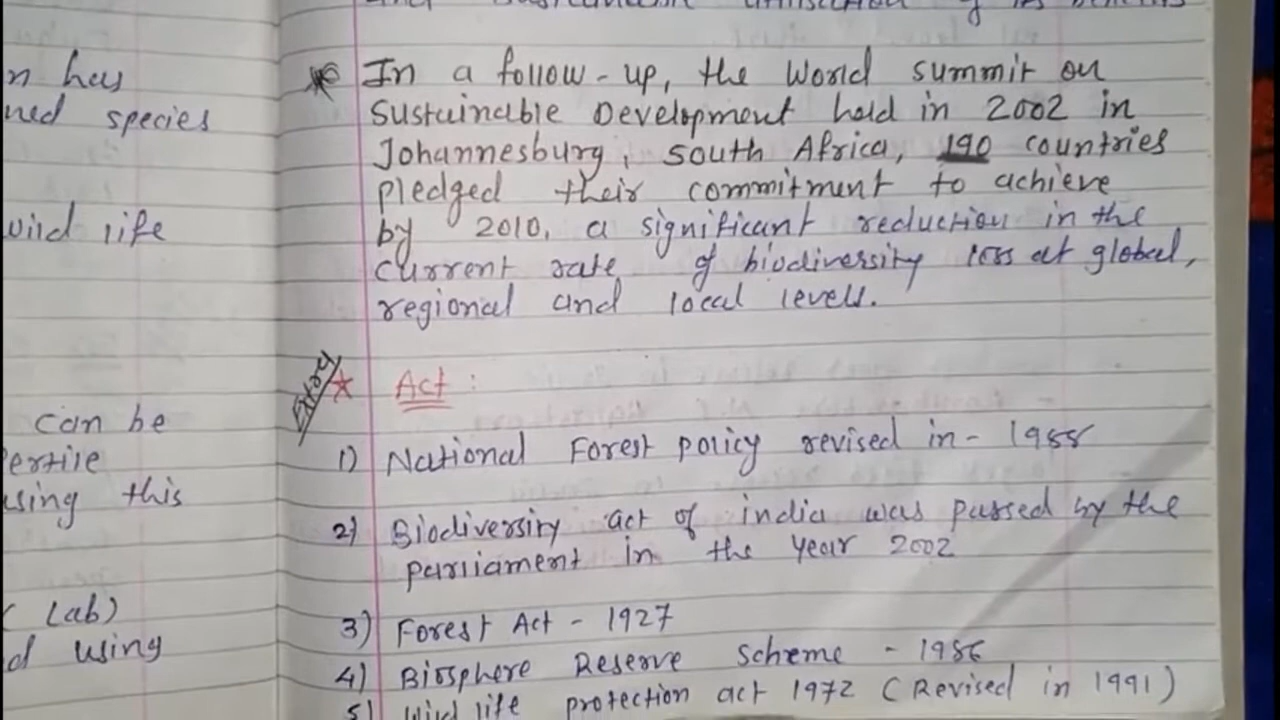 n has
ned species
wild life
can be
pertise
using this
( Lab)
d using
In a follow-up, the World summit on
Sustainable Development held in 2002 in
Johannesburg, South Africa, 190 countries
pledged their commitment to achieve
by 2010, a significant reduction in the
current rate of biodiversity loss at global,
regional and local levels.
Extra
* Act :
1) National Forest policy revised in - 1988
2) Biodiversity act of india was passed by the
parliament in the year 2002
3) Forest Act - 1927
4) Biosphere Reserve Scheme - 1986
5) Wild life protection act 1972 (Revised in 1991)